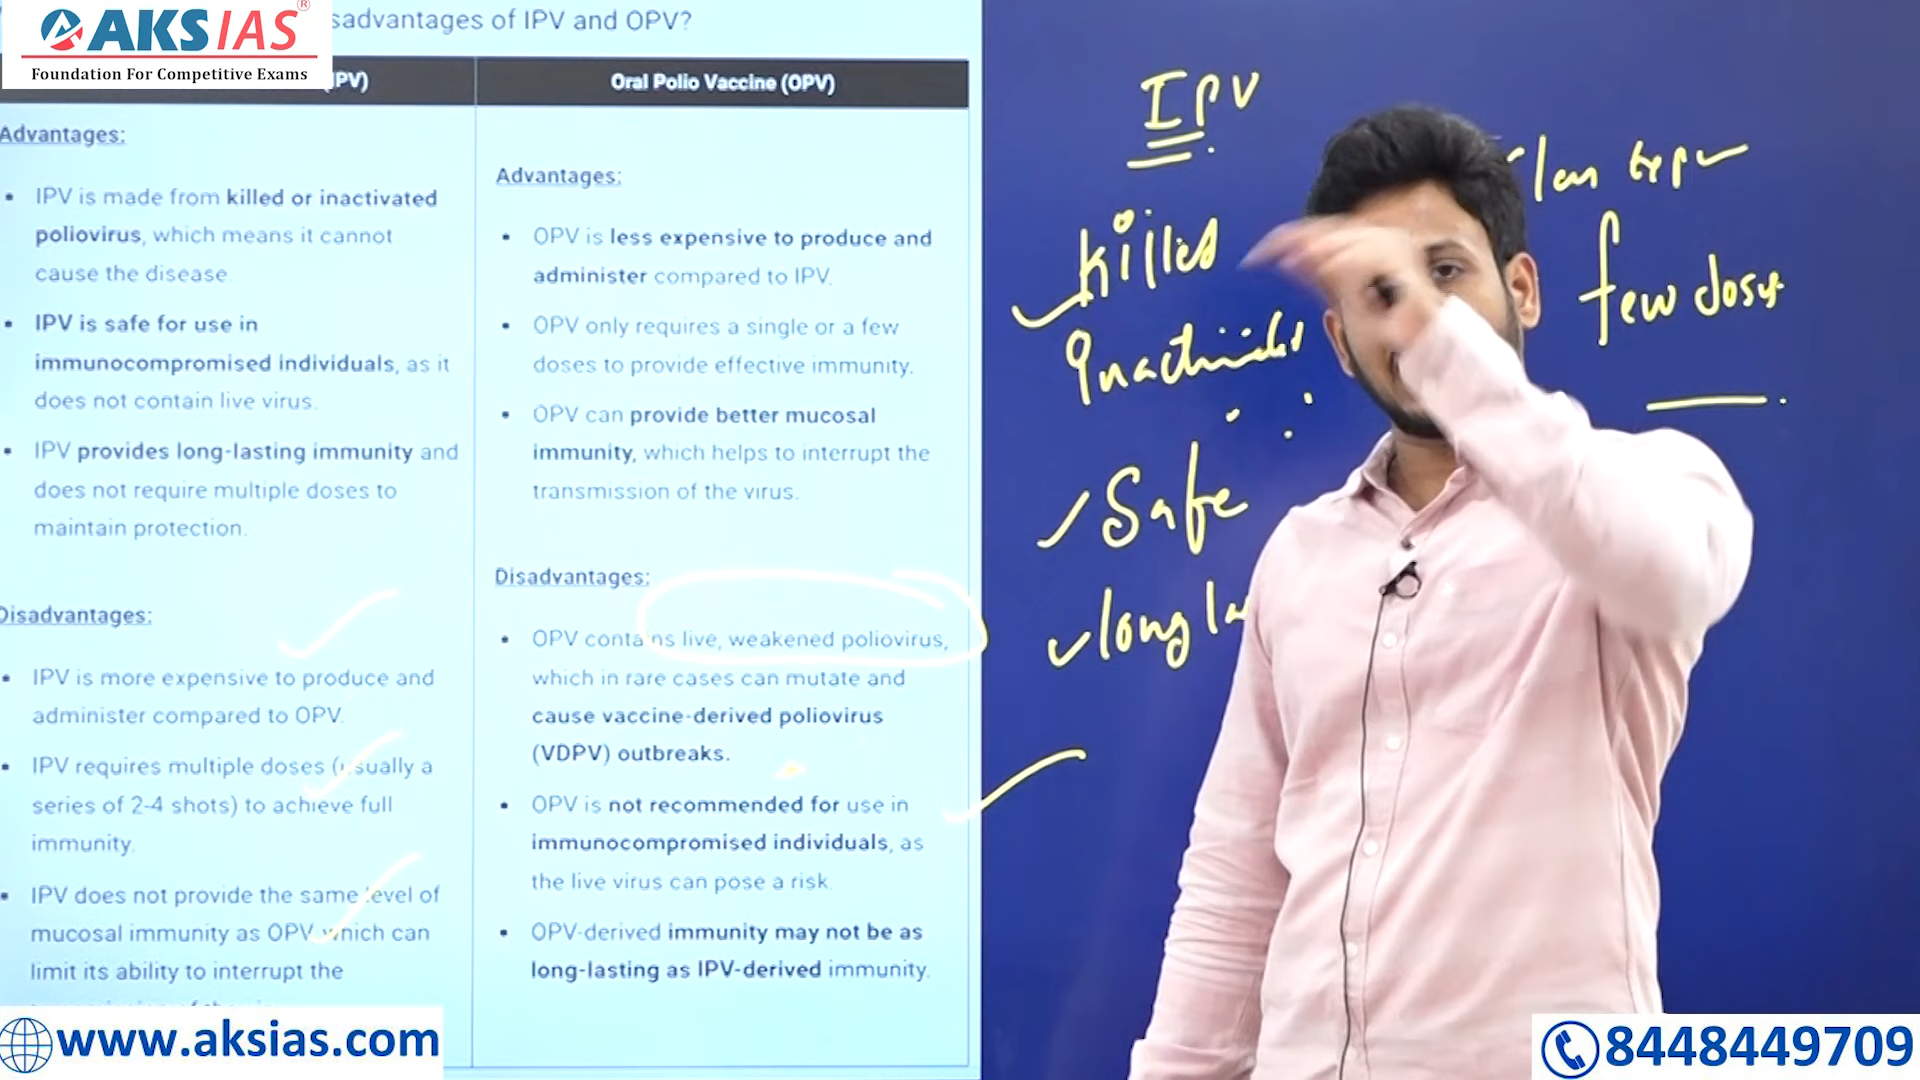 AKS IAS®
Foundation For Competitive Exams
sadvantages of IPV and OPV?
IPV)
Oral Polio Vaccine (OPV)
Advantages:
• IPV is made from killed or inactivated
poliovirus, which means it cannot
cause the disease
• IPV is safe for use in
immunocompromised individuals, as it
does not contain live virus.
• IPV provides long-lasting immunity and
does not require multiple doses to
maintain protection.
Disadvantages:
• IPV is more expensive to produce and
administer compared to OPV.
• IPV requires multiple doses (usually a
series of 2-4 shots) to achieve full
immunity.
• IPV does not provide the same level of
mucosal immunity as OPV which can
limit its ability to interrupt the
Advantages:
• OPV is less expensive to produce and
administer compared to IPV.
• OPV only requires a single or a few
doses to provide effective immunity.
• OPV can provide better mucosal
immunity, which helps to interrupt the
transmission of the virus.
Disadvantages:
• OPV contains live, weakened poliovirus,
which in rare cases can mutate and
cause vaccine-derived poliovirus
(VDPV) outbreaks.
• OPV is not recommended for use in
immunocompromised individuals, as
the live virus can pose a risk.
• OPV-derived immunity may not be as
long-lasting as IPV-derived immunity.
IPV
Killed
Safe
long la
few doses
www.aksias.com
8448449709